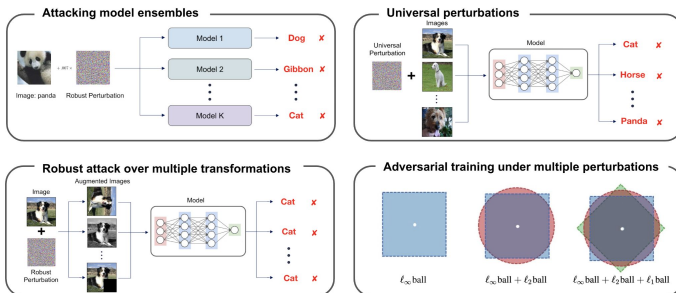 Attacking model ensembles
Model 1
Dog ✘
Model 2
Gibbon ✘
Image: panda
Robust Perturbation
Model K
Cat ✘
Universal perturbations
Images
Model
Universal
Perturbation
+
Cat ✘
Horse ✘
Panda ✘
Robust attack over multiple transformations
Image
Augmented Images
Model
+
Robust
Perturbation
Cat ✘
Cat ✘
Cat ✘
Adversarial training under multiple perturbations
ℓ∞ ball
ℓ∞ ball + ℓ2 ball
ℓ∞ ball + ℓ2 ball + ℓ1 ball